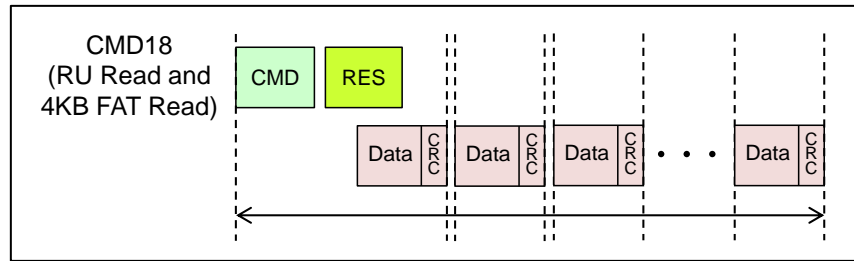 CMD18
(RU Read and
4KB FAT Read)
CMD RES
Data CRC Data CRC Data CRC • • • Data CRC